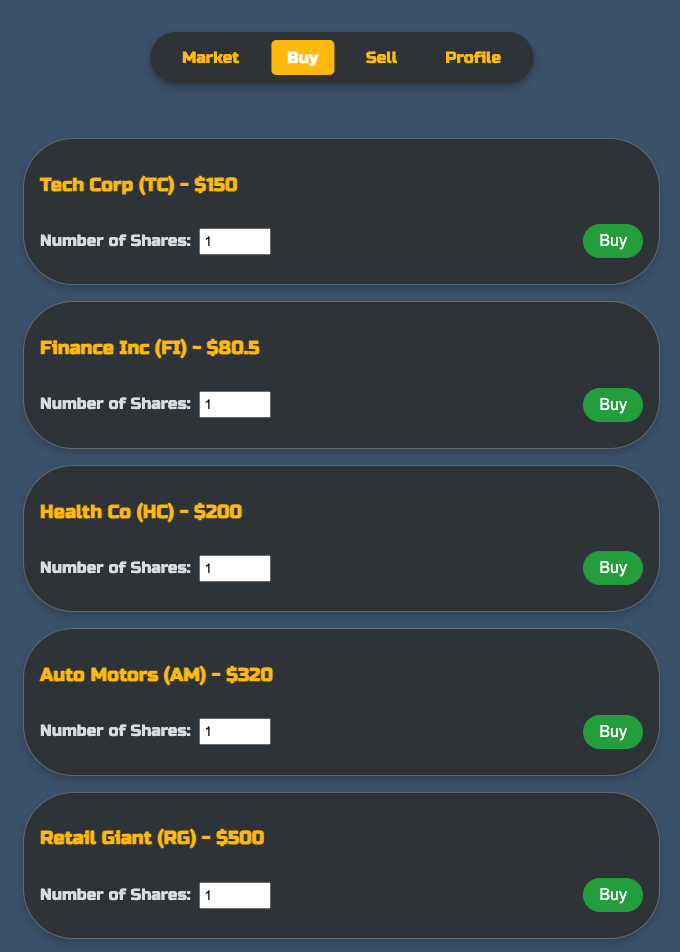 Market Buy Sell Profile
Tech Corp (TC) - $150
Number of Shares: 1 Buy
Finance Inc (FI) - $80.5
Number of Shares: 1 Buy
Health Co (HC) - $200
Number of Shares: 1 Buy
Auto Motors (AM) - $320
Number of Shares: 1 Buy
Retail Giant (RG) - $500
Number of Shares: 1 Buy